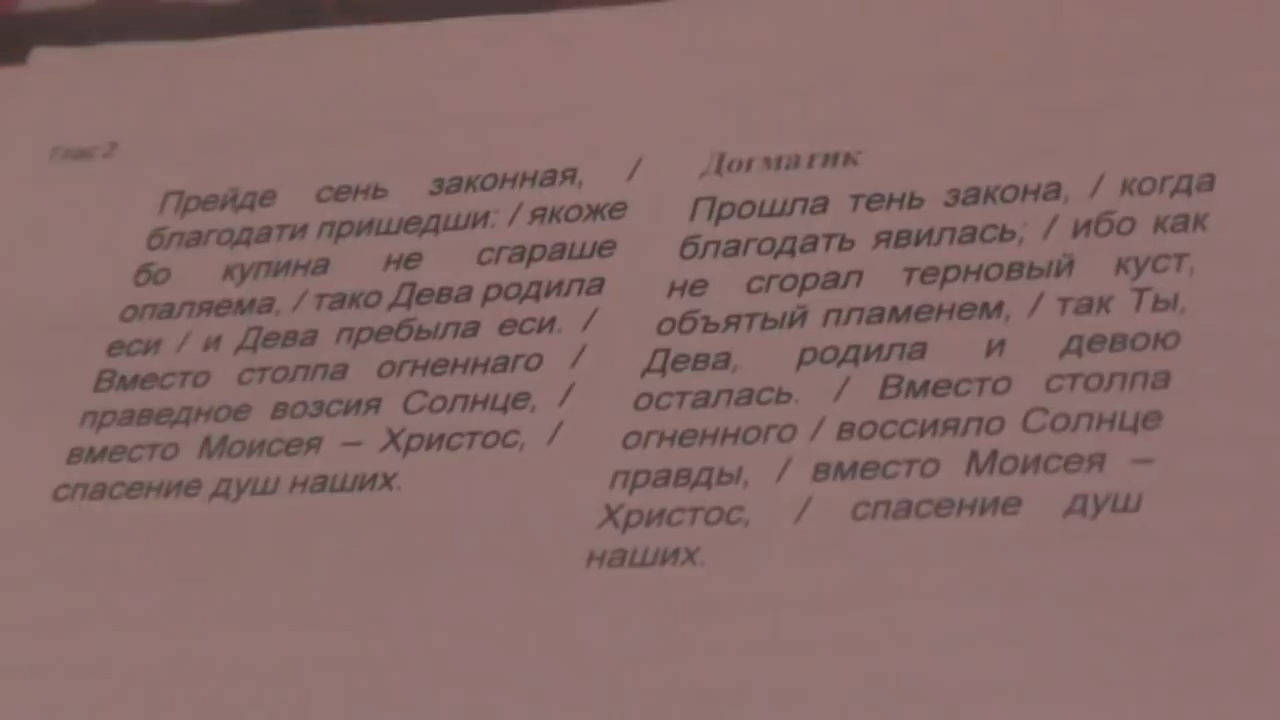 Глас 2
Догматик
Прейде сень законная, /
благодати пришедши: / якоже
бо купина не сгараше
опаляема, / тако Дева родила
еси / и Дева пребыла еси. /
Вместо столпа огненнаго /
праведное возсия Солнце, /
вместо Моисея – Христос, /
спасение душ наших.
Прошла тень закона, / когда
благодать явилась; / ибо как
не сгорал терновый куст,
объятый пламенем, / так Ты,
Дева, родила и девою
осталась. / Вместо столпа
огненного / воссияло Солнце
правды, / вместо Моисея –
Христос, / спасение душ
наших.